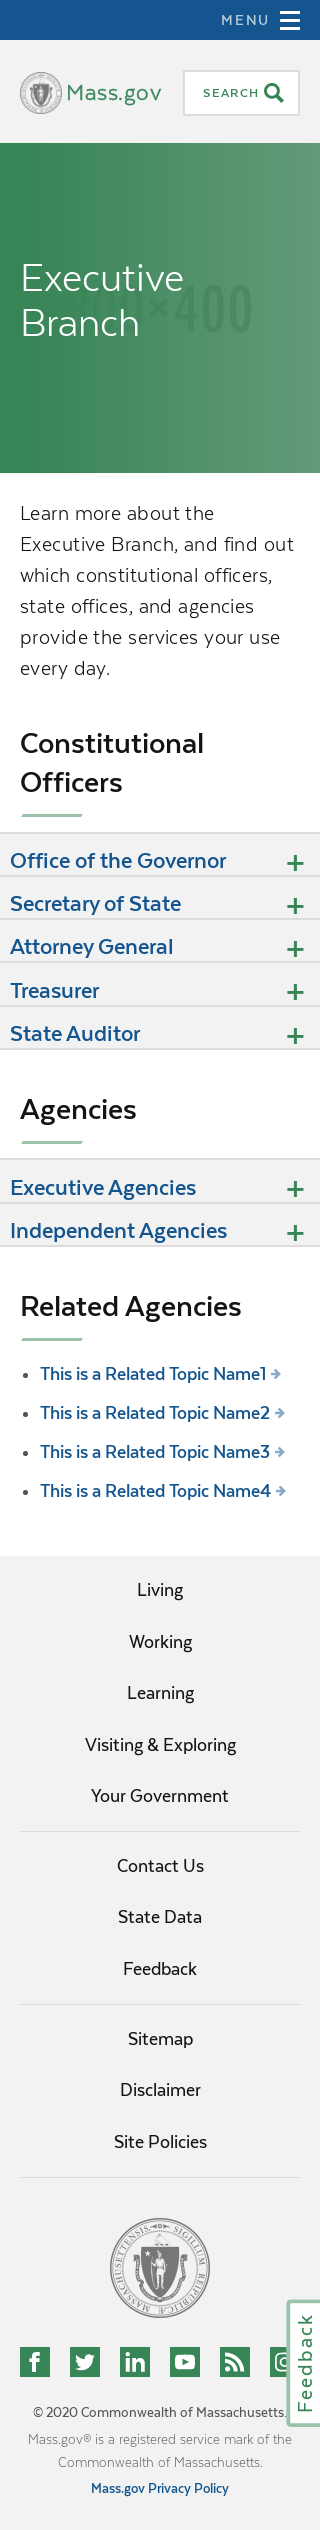 MENU
Mass.gov
SEARCH
Executive
Branch
×400
Learn more about the
Executive Branch, and find out
which constitutional officers,
state offices, and agencies
provide the services your use
every day.
Constitutional
Officers
Office of the Governor
Secretary of State
Attorney General
Treasurer
State Auditor
Agencies
Executive Agencies
Independent Agencies
Related Agencies
This is a Related Topic Name1
This is a Related Topic Name2
This is a Related Topic Name3
This is a Related Topic Name4
Living
Working
Learning
Visiting & Exploring
Your Government
Contact Us
State Data
Feedback
Sitemap
Disclaimer
Site Policies
Feedback
© 2020 Commonwealth of Massachusetts.
Mass.gov® is a registered service mark of the
Commonwealth of Massachusetts.
Mass.gov Privacy Policy